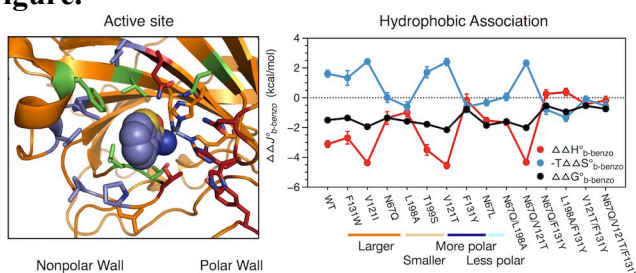 Figure.
Active site
Nonpolar Wall
Polar Wall
Hydrophobic Association
ΔΔJ°b-benzo (kcal/mol)
4
2
0
−2
−4
−6
ΔΔH°b-benzo
-TΔΔS°b-benzo
ΔΔG°b-benzo
WT
F131W
V121I
N67Q
L198A
T199S
V121T
F131Y
N67L
N67Q/L198A
N67Q/V121T
N67Q/F131Y
L198A/F131Y
V121T/F131Y
N67Q/V121T/F131Y
Larger
Smaller
More polar
Less polar